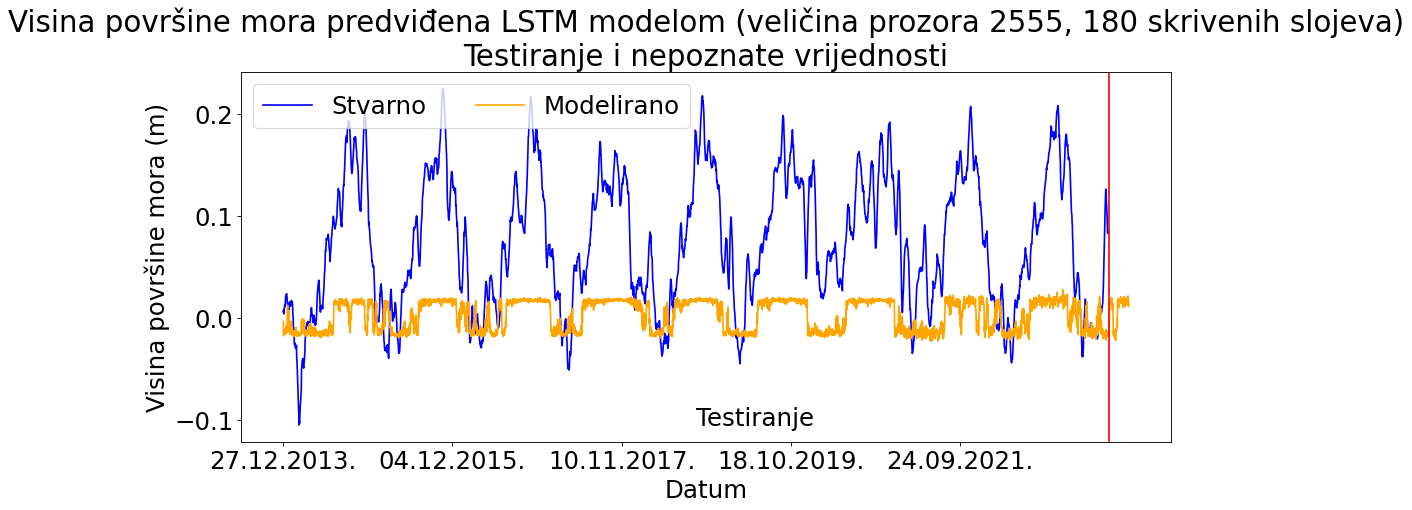 Visina površine mora predviđena LSTM modelom (veličina prozora 2555, 180 skrivenih slojeva)
Testiranje i nepoznate vrijednosti
Stvarno Modelirano
Visina površine mora (m)
0.2
0.1
0.0
−0.1
Testiranje
27.12.2013. 04.12.2015. 10.11.2017. 18.10.2019. 24.09.2021.
Datum